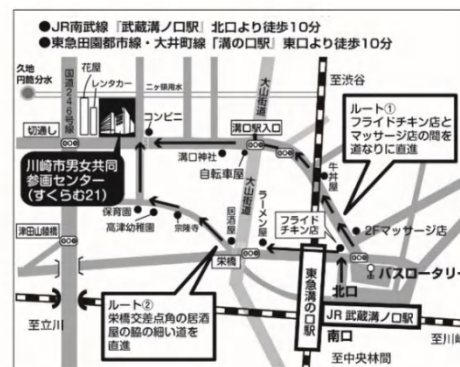 ●JR南武線『武蔵溝ノ口駅』北口より徒歩10分
●東急田園都市線・大井町線「溝の口駅」東口より徒歩10分
久地
円筒分水
国道246号線
花屋
レンタカー
二ヶ領用水
大山街道
至渋谷
ルート①
フライドチキン店と
マッサージ店の間を
道なりに直進
コンビニ
切通し
溝口駅入口
溝口神社
自転車屋
牛丼屋
川崎市男女共同
参画センター
(すくらむ21)
大山街道
ラーメン屋
フライド
チキン店
2Fマッサージ店
保育園
高津幼稚園
宗隆寺
居酒屋
津田山陸橋
栄橋
バスロータリー
北口
ルート②
栄橋交差点角の居酒
屋の脇の細い道を
直進
東急溝の口駅
JR 武蔵溝ノ口駅
南口
至立川
至川崎
至中央林間